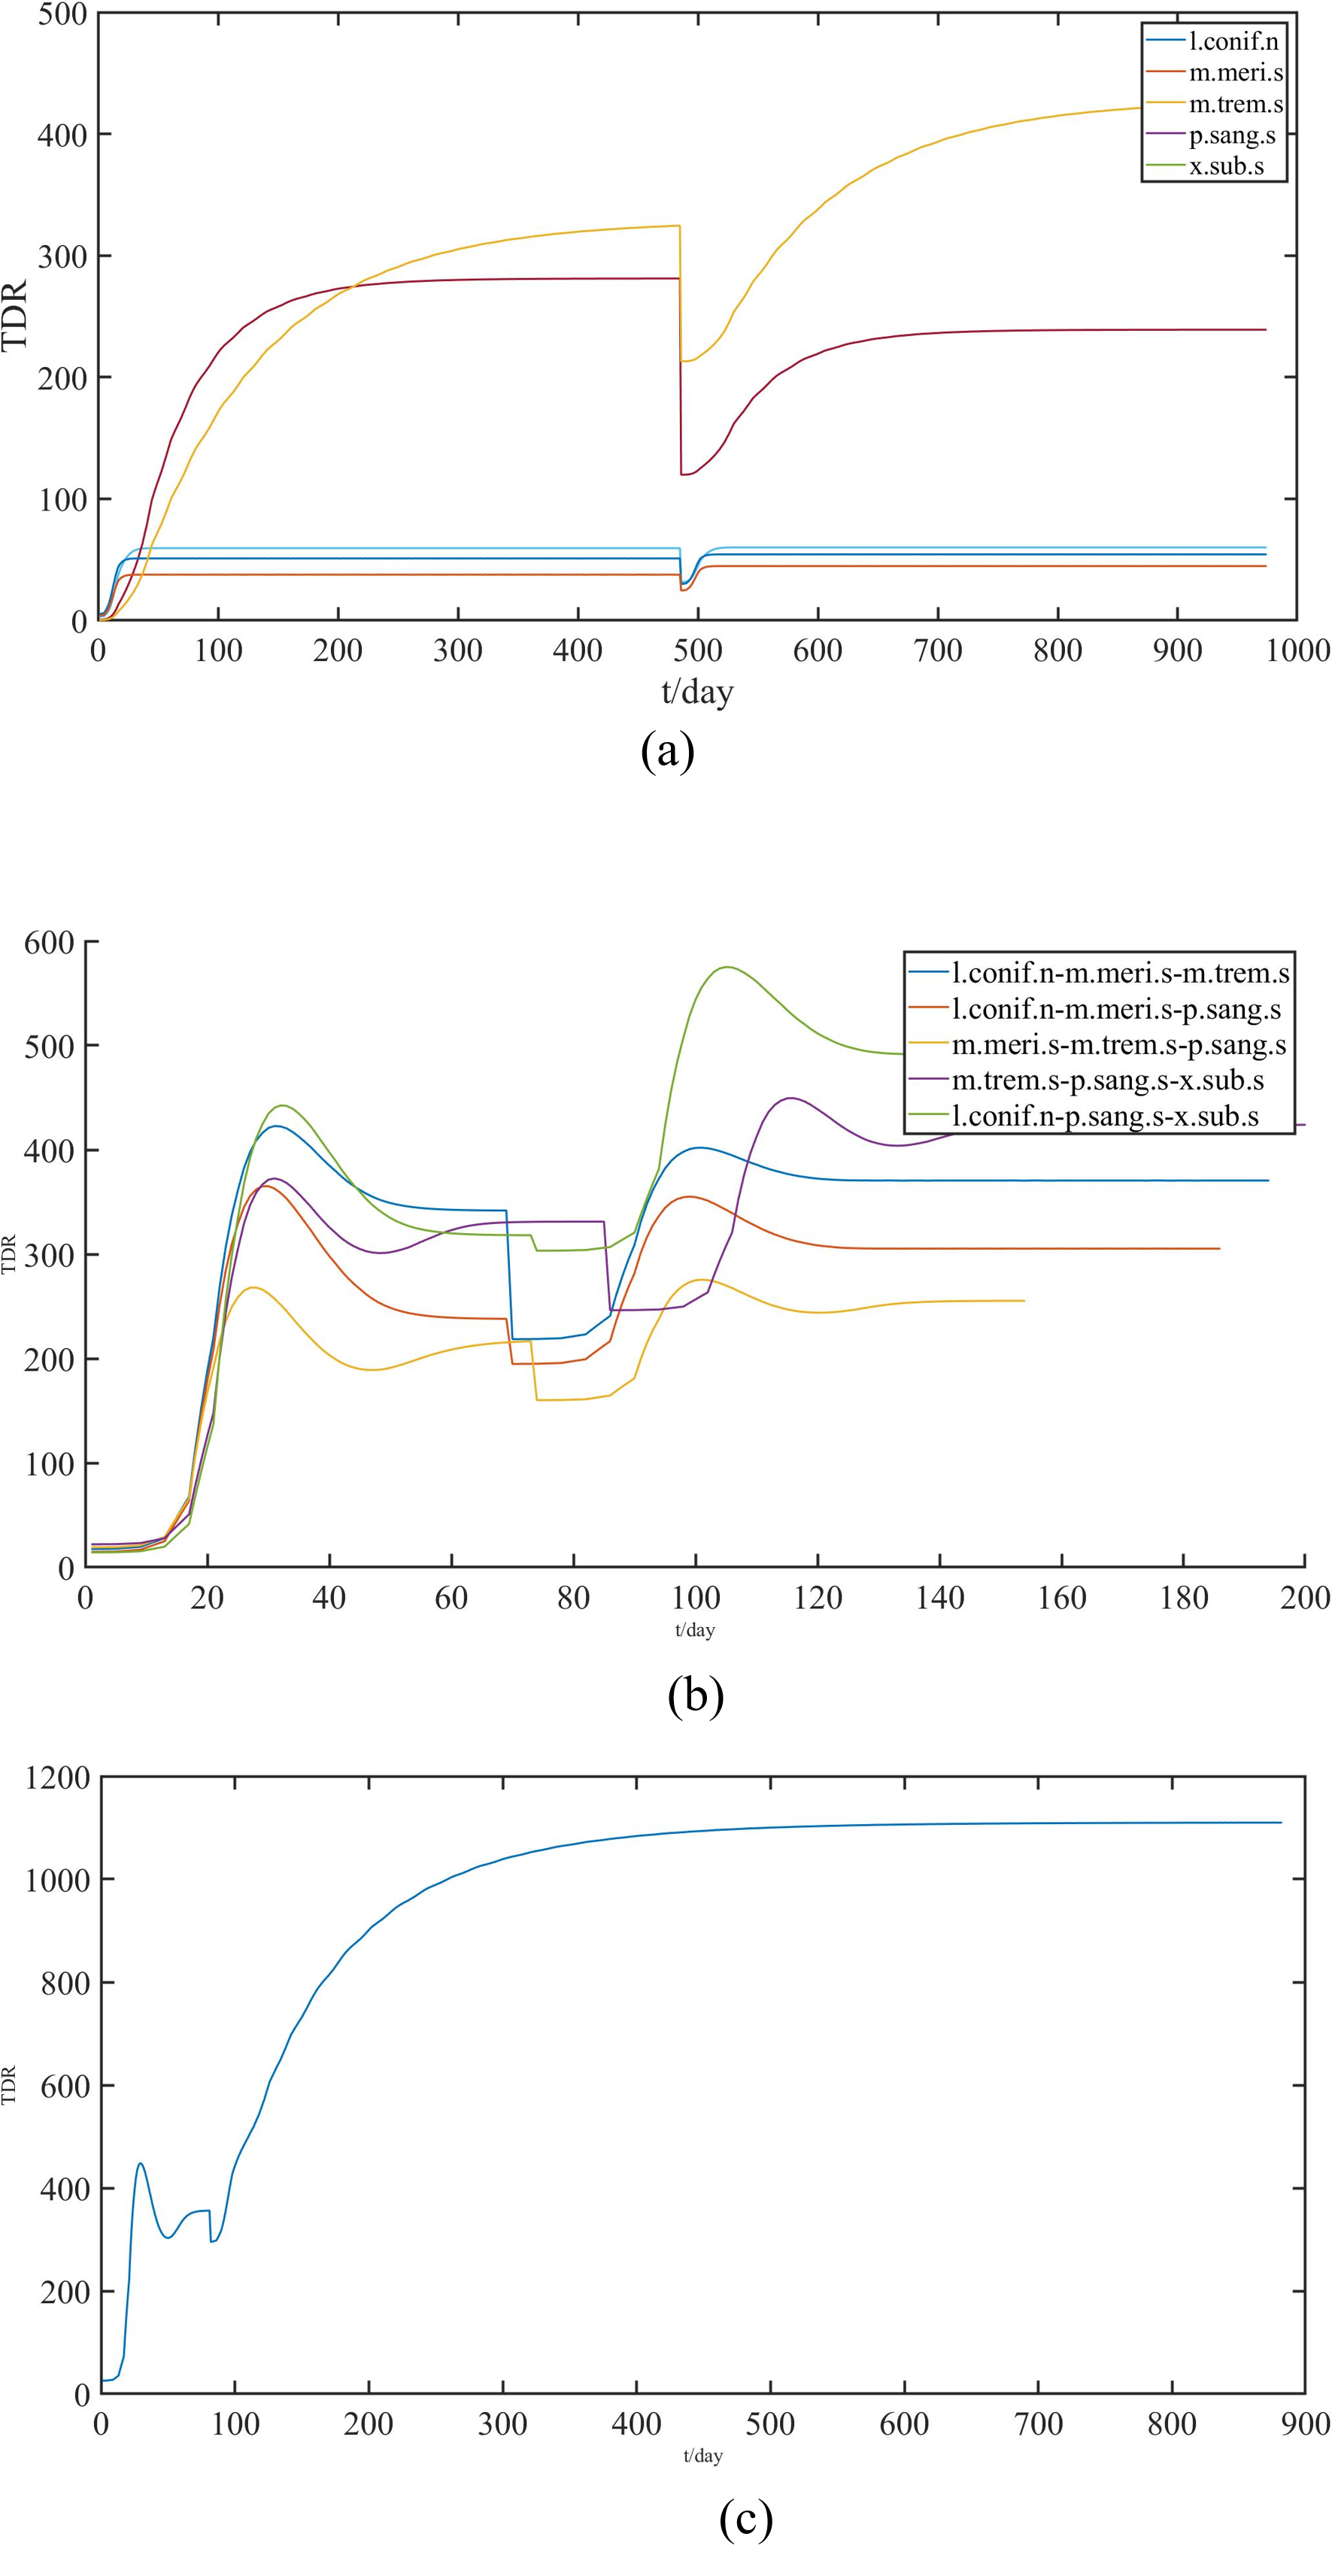 500
400
300
200
100
0
TDR
l.conif.n
m.meri.s
m.trem.s
p.sang.s
x.sub.s
0 100 200 300 400 500 600 700 800 900 1000
t/day
(a)
600
500
400
300
200
100
0
TDR
l.conif.n-m.meri.s-m.trem.s
l.conif.n-m.meri.s-p.sang.s
m.meri.s-m.trem.s-p.sang.s
m.trem.s-p.sang.s-x.sub.s
l.conif.n-p.sang.s-x.sub.s
0 20 40 60 80 100 120 140 160 180 200
t/day
(b)
1200
1000
800
600
400
200
0
TDR
0 100 200 300 400 500 600 700 800 900
t/day
(c)